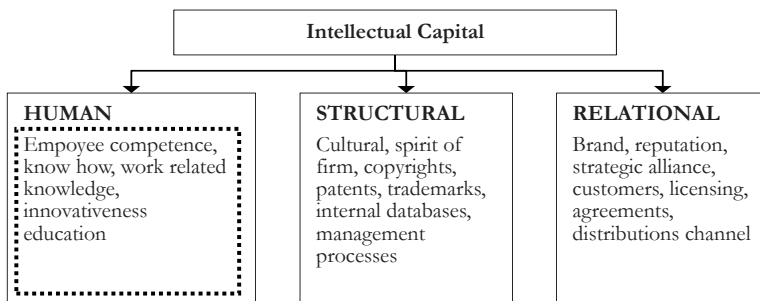 Intellectual Capital
HUMAN
Empoyee competence,
know how, work related
knowledge,
innovativeness
education
STRUCTURAL
Cultural, spirit of
firm, copyrights,
patents, trademarks,
internal databases,
management
processes
RELATIONAL
Brand, reputation,
strategic alliance,
customers, licensing,
agreements,
distributions channel